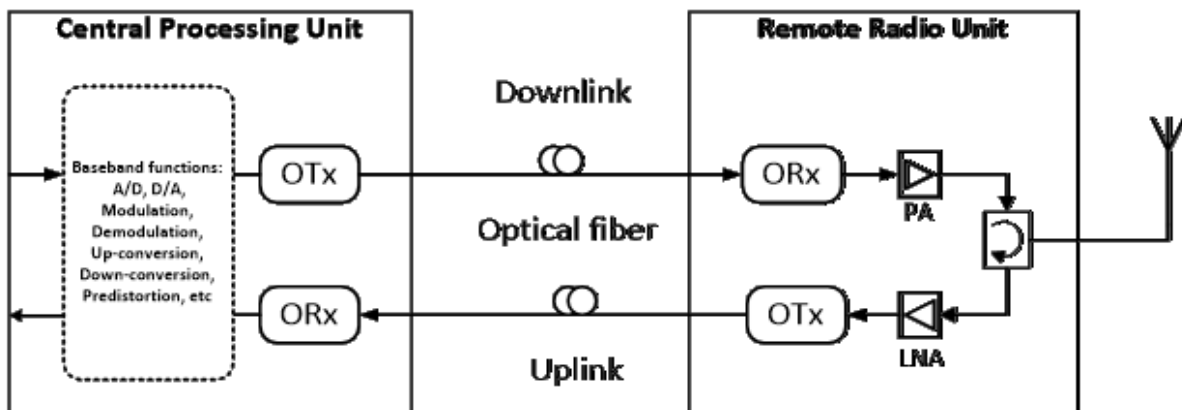 Central Processing Unit
Remote Radio Unit
Downlink
Baseband functions:
A/D, D/A,
Modulation,
Demodulation,
Up-conversion,
Down-conversion,
Predistortion, etc
OTx
ORx
PA
Optical fiber
ORx
OTx
LNA
Uplink